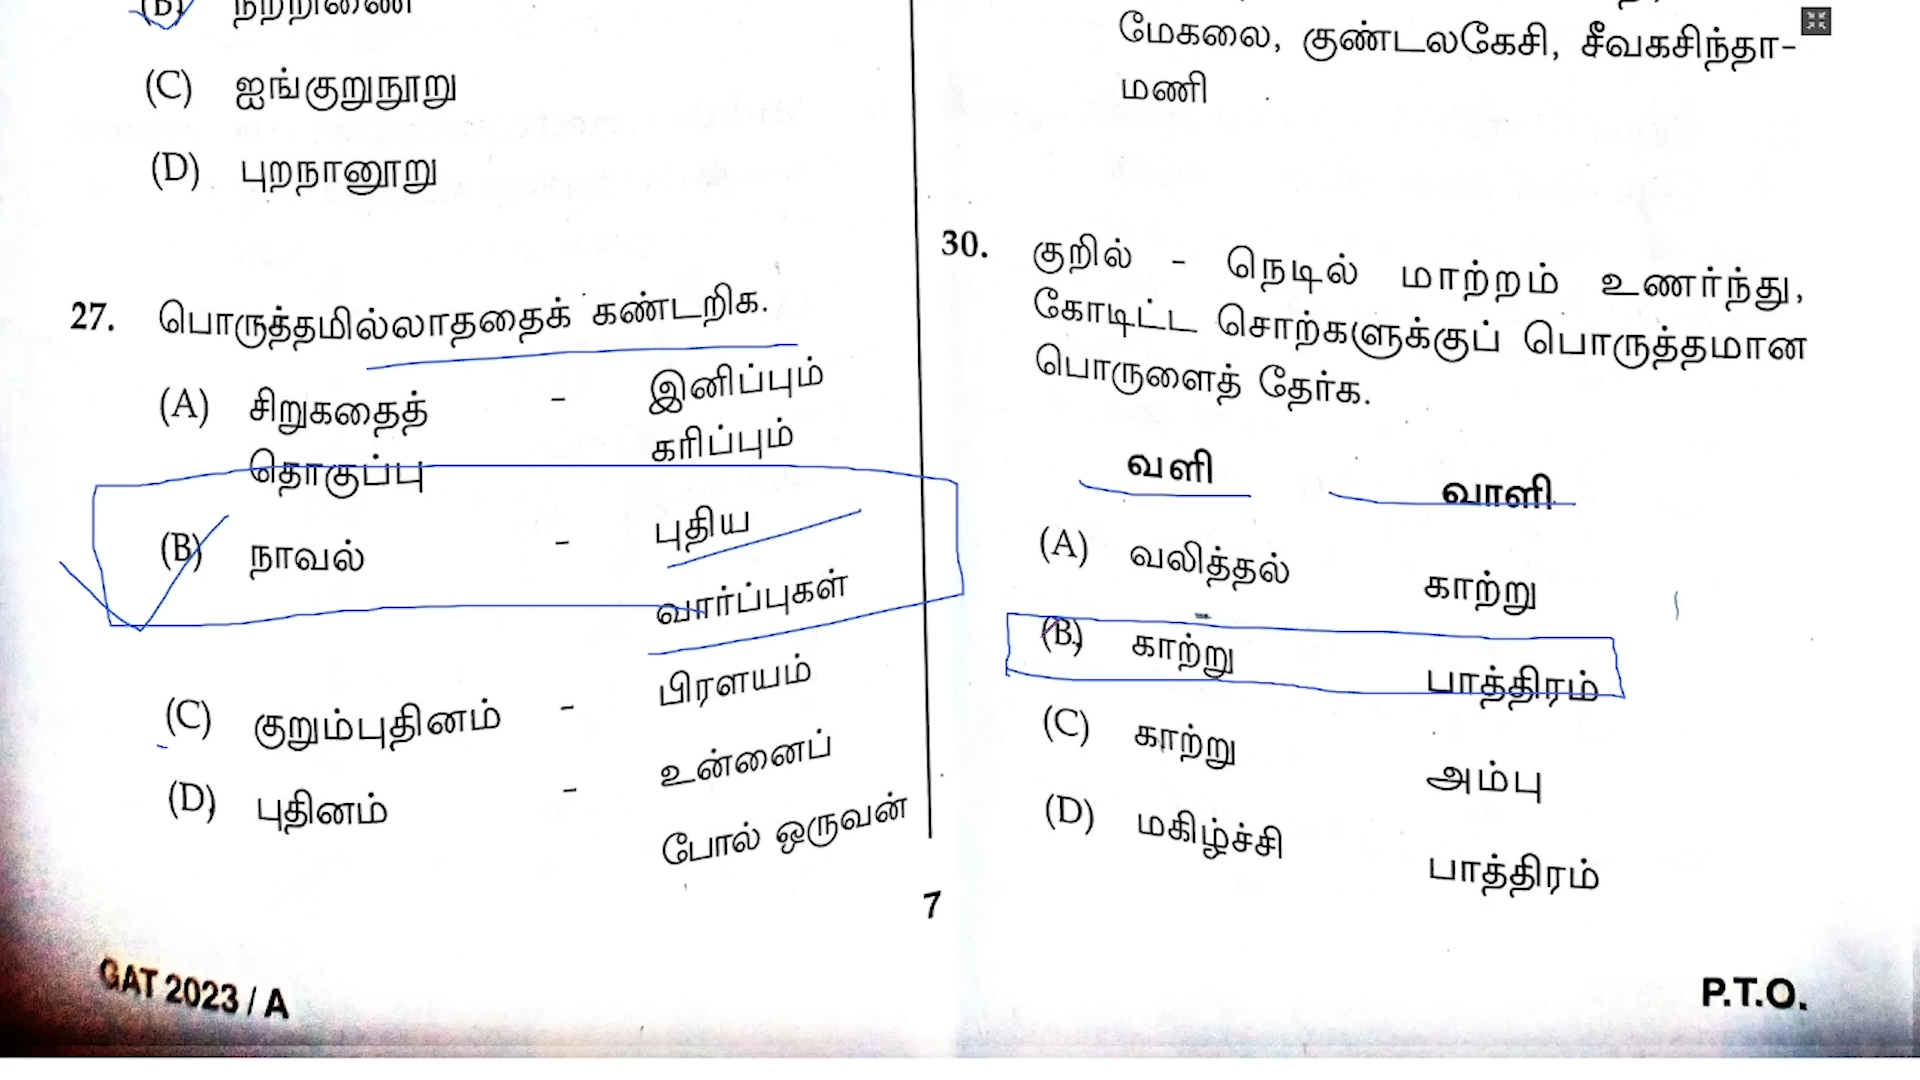 (B) நற்றிணை
(C) ஐங்குறுநூறு
(D) புறநானூறு
27. பொருத்தமில்லாததைக் கண்டறிக.
(A) சிறுகதைத் - இனிப்பும்
தொகுப்பு கரிப்பும்
(B) நாவல் - புதிய
வார்ப்புகள்
(C) குறும்புதினம் - பிரளயம்
(D) புதினம் - உன்னைப்
போல் ஒருவன்
மேகலை, குண்டலகேசி, சீவகசிந்தா-
மணி
30. குறில் - நெடில் மாற்றம் உணர்ந்து,
கோடிட்ட சொற்களுக்குப் பொருத்தமான
பொருளைத் தேர்க.
வளி வாளி
(A) வலித்தல் காற்று
(B) காற்று பாத்திரம்
(C) காற்று அம்பு
(D) மகிழ்ச்சி பாத்திரம்
7
GAT 2023 / A
P.T.O.